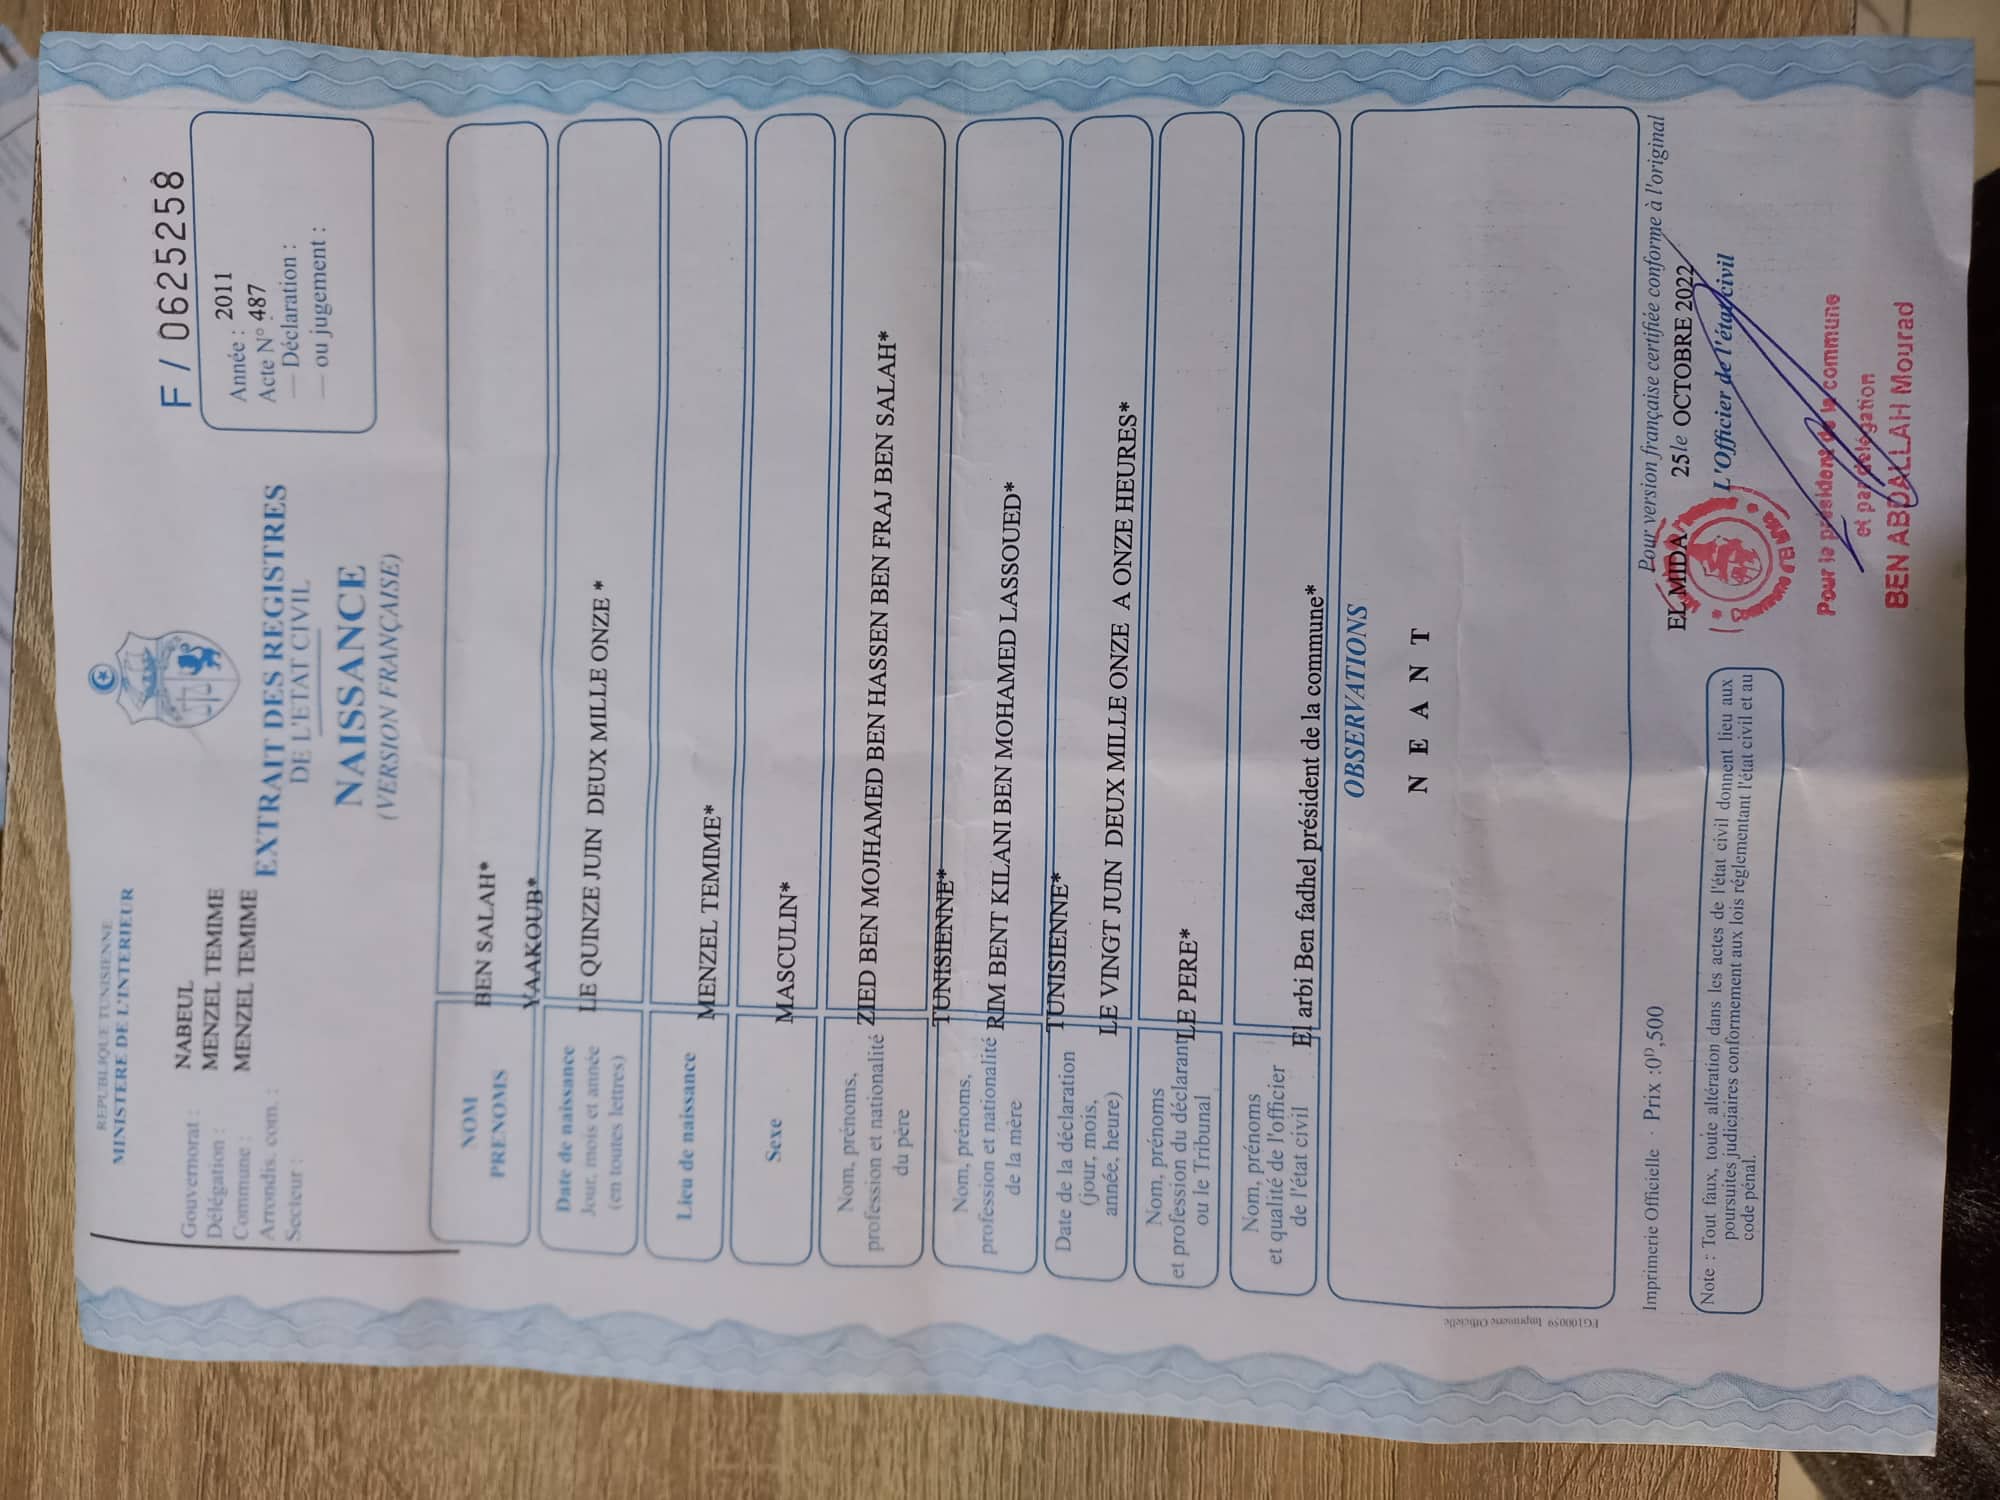 REPUBLIQUE TUNISIENNE
MINISTERE DE L'INTERIEUR
Gouvernorat : NABEUL
Délégation : MENZEL TEMIME
Commune : MENZEL TEMIME
Arrondis. com. :
Secteur :
F / 0625258
Année : 2011
Acte N° 487
— Déclaration :
— ou jugement :
EXTRAIT DES REGISTRES
DE L'ETAT CIVIL
NAISSANCE
(VERSION FRANÇAISE)
NOM BEN SALAH*
PRENOMS YAAKOUB*
Date de naissance
Jour, mois et année
(en toutes lettres)
LE QUINZE JUIN DEUX MILLE ONZE *
Lieu de naissance MENZEL TEMIME*
Sexe MASCULIN*
Nom, prénoms,
profession et nationalité
du père
ZIED BEN MOJHAMED BEN HASSEN BEN FRAJ BEN SALAH*
TUNISIENNE*
Nom, prénoms,
profession et nationalité
de la mère
RIM BENT KILANI BEN MOHAMED LASSOUED*
TUNISIENNE*
Date de la déclaration
(jour, mois,
année, heure)
LE VINGT JUIN DEUX MILLE ONZE A ONZE HEURES*
Nom, prénoms
et profession du déclarant
ou le Tribunal
LE PERE*
Nom, prénoms
et qualité de l'officier
de l'état civil
El arbi Ben fadhel président de la commune*
OBSERVATIONS
N E A N T
FG100059 Imprimerie Officielle
Imprimerie Officielle · Prix :0ᴰ,500
Pour version française certifiée conforme à l'original
EL MIDA 25 le OCTOBRE 2022
L'Officier de l'état civil
Note : Tout faux, toute altération dans les actes de l'état civil donnent lieu aux
poursuites judiciaires conformement aux lois réglementant l'état civil et au
code pénal.
Pour le président de la commune
et par délégation
BEN ABDALLAH Mourad